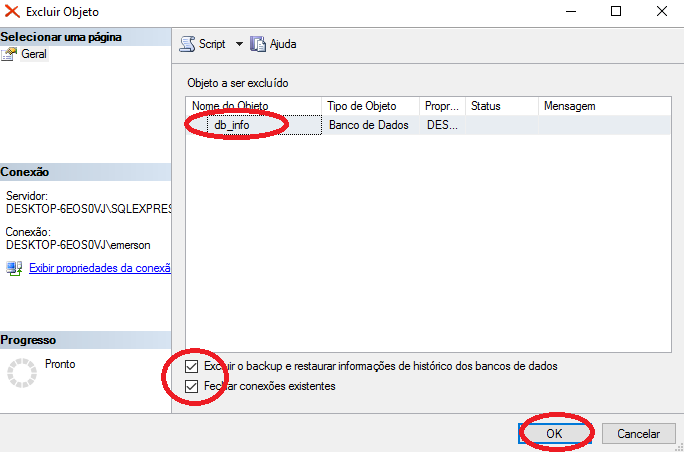 Excluir Objeto
Selecionar uma página
Geral
Script
Ajuda
Objeto a ser excluído
Nome do Objeto Tipo de Objeto Propr... Status Mensagem
db_info Banco de Dados DES...
Conexão
Servidor:
DESKTOP-6EOS0VJ\SQLEXPRES
Conexão:
DESKTOP-6EOS0VJ\emerson
Exibir propriedades da conexã
Progresso
Pronto
Excluir o backup e restaurar informações de histórico dos bancos de dados
Fechar conexões existentes
OK
Cancelar